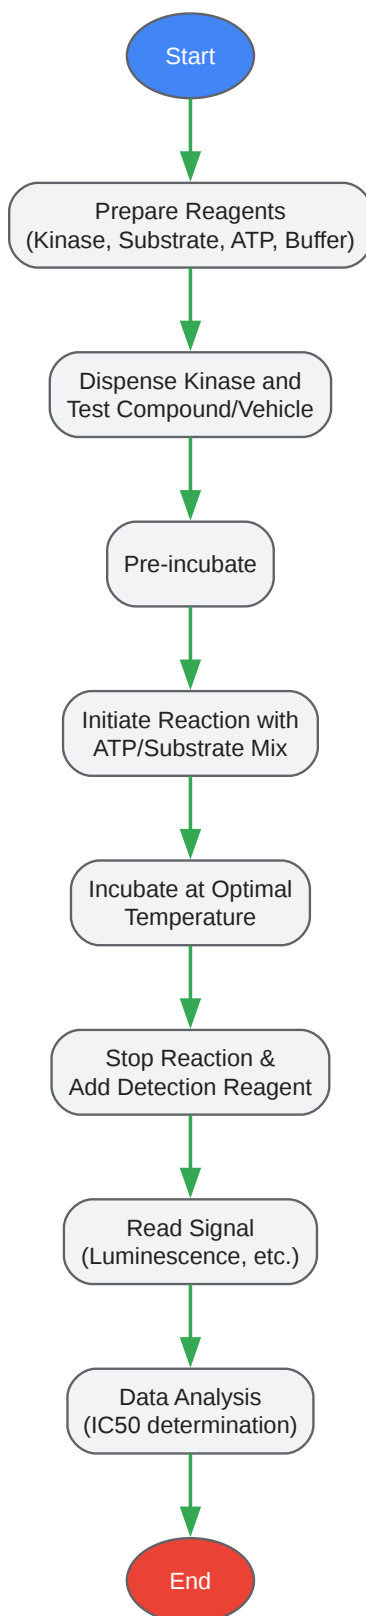 Start
Prepare Reagents
(Kinase, Substrate, ATP, Buffer)
Dispense Kinase and
Test Compound/Vehicle
Pre-incubate
Initiate Reaction with
ATP/Substrate Mix
Incubate at Optimal
Temperature
Stop Reaction &
Add Detection Reagent
Read Signal
(Luminescence, etc.)
Data Analysis
(IC50 determination)
End